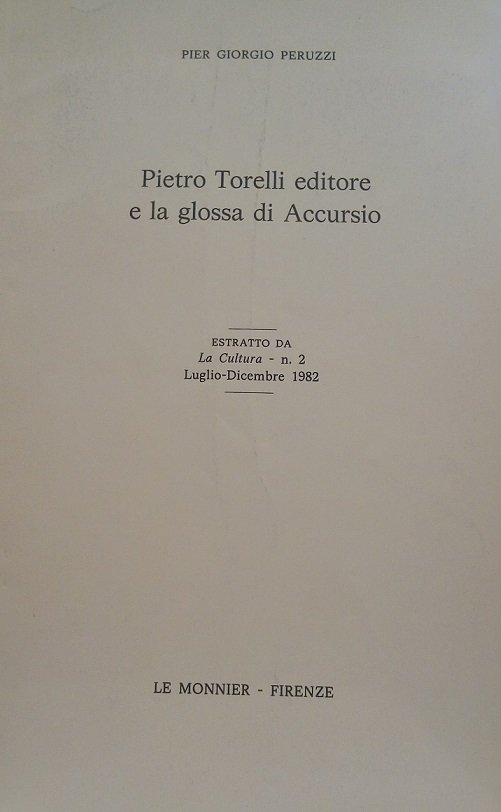 PIER GIORGIO PERUZZI
Pietro Torelli editore
e la glossa di Accursio
ESTRATTO DA
La Cultura - n. 2
Luglio-Dicembre 1982
LE MONNIER - FIRENZE